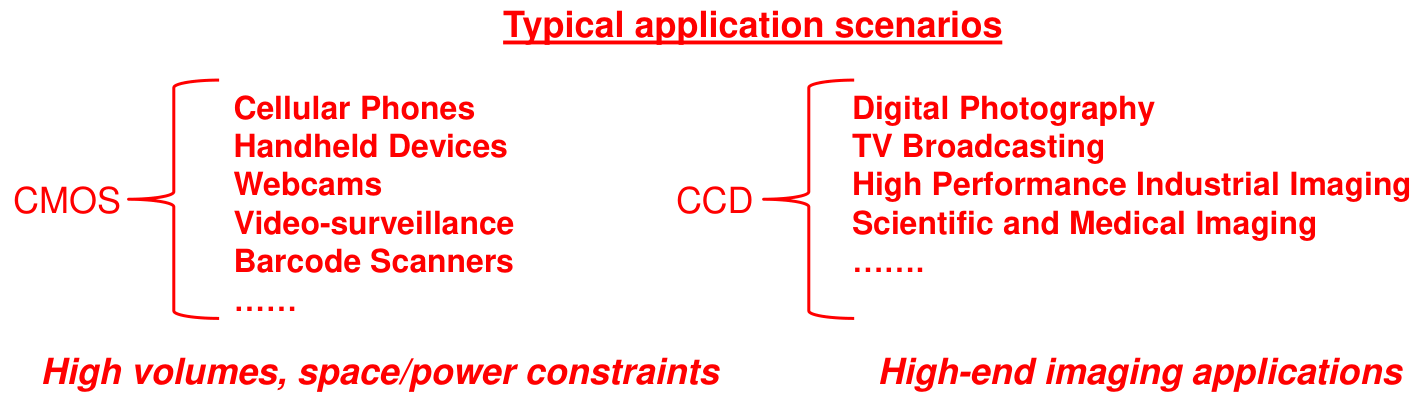 Typical application scenarios
CMOS
Cellular Phones
Handheld Devices
Webcams
Video-surveillance
Barcode Scanners
……
High volumes, space/power constraints
CCD
Digital Photography
TV Broadcasting
High Performance Industrial Imaging
Scientific and Medical Imaging
…….
High-end imaging applications